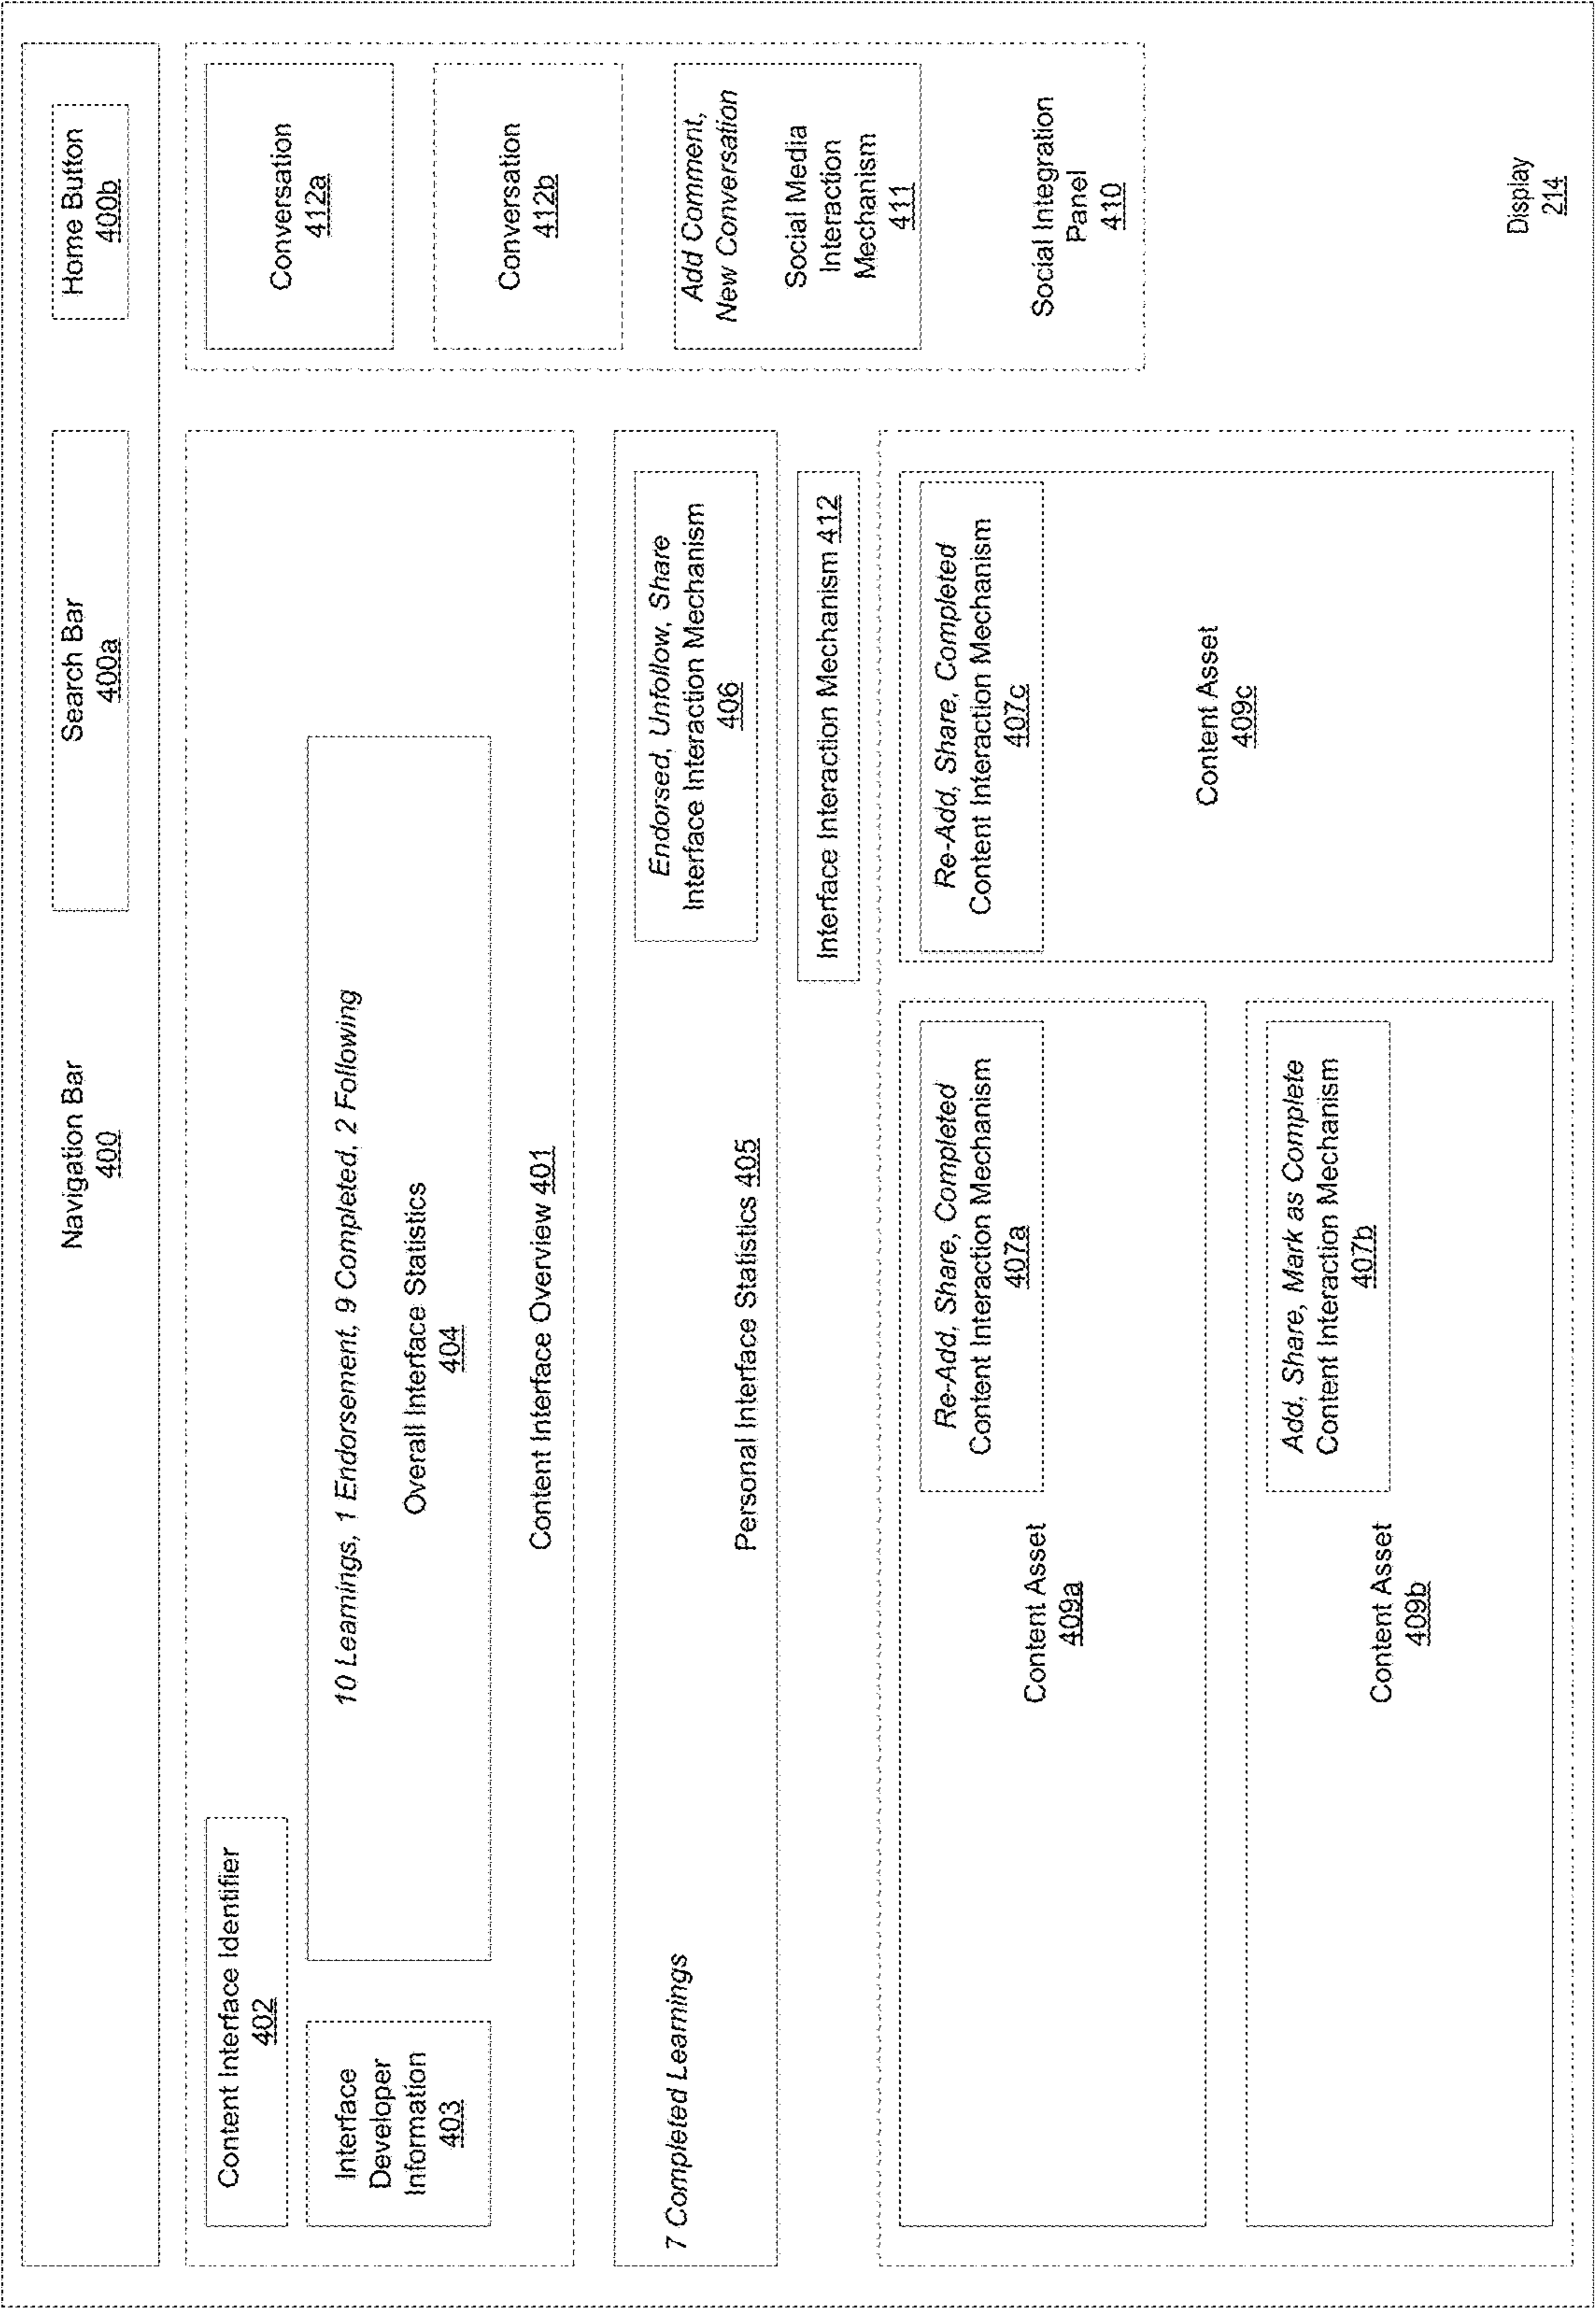 Navigation Bar
400
Search Bar
400a
Home Button
400b
Content Interface Identifier
402
Interface
Developer
Information
403
10 Learnings, 1 Endorsement, 9 Completed, 2 Following
Overall Interface Statistics
404
Content Interface Overview 401
7 Completed Learnings
Personal Interface Statistics 405
Endorsed, Unfollow, Share
Interface Interaction Mechanism
406
Interface Interaction Mechanism 412
Re-Add, Share, Completed
Content Interaction Mechanism
407a
Content Asset
409a
Add, Share, Mark as Complete
Content Interaction Mechanism
407b
Content Asset
409b
Re-Add, Share, Completed
Content Interaction Mechanism
407c
Content Asset
409c
Conversation
412a
Conversation
412b
Add Comment,
New Conversation
Social Media
Interaction
Mechanism
411
Social Integration
Panel
410
Display
214